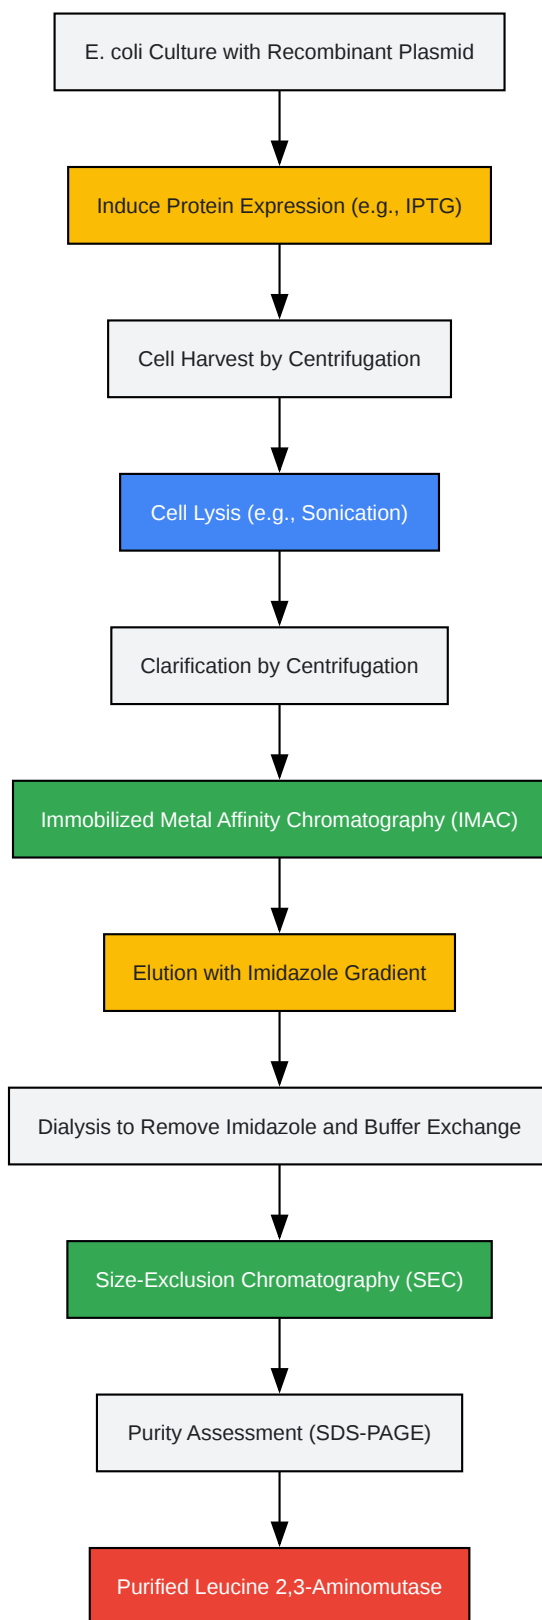 E. coli Culture with Recombinant Plasmid
Induce Protein Expression (e.g., IPTG)
Cell Harvest by Centrifugation
Cell Lysis (e.g., Sonication)
Clarification by Centrifugation
Immobilized Metal Affinity Chromatography (IMAC)
Elution with Imidazole Gradient
Dialysis to Remove Imidazole and Buffer Exchange
Size-Exclusion Chromatography (SEC)
Purity Assessment (SDS-PAGE)
Purified Leucine 2,3-Aminomutase